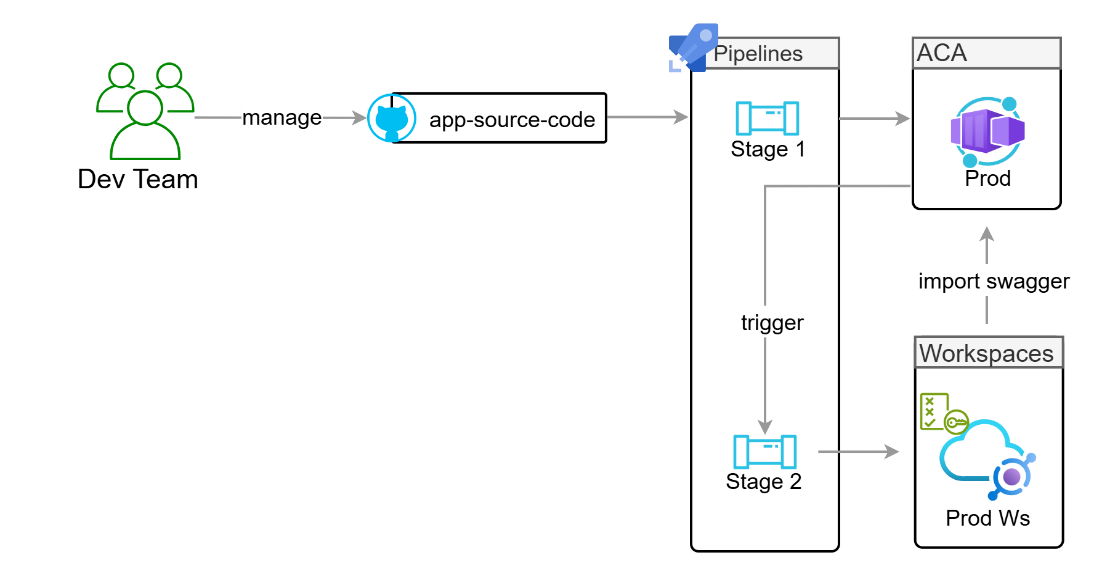 Pipelines
ACA
manage
app-source-code
Stage 1
Dev Team
Prod
import swagger
trigger
Workspaces
Stage 2
Prod Ws